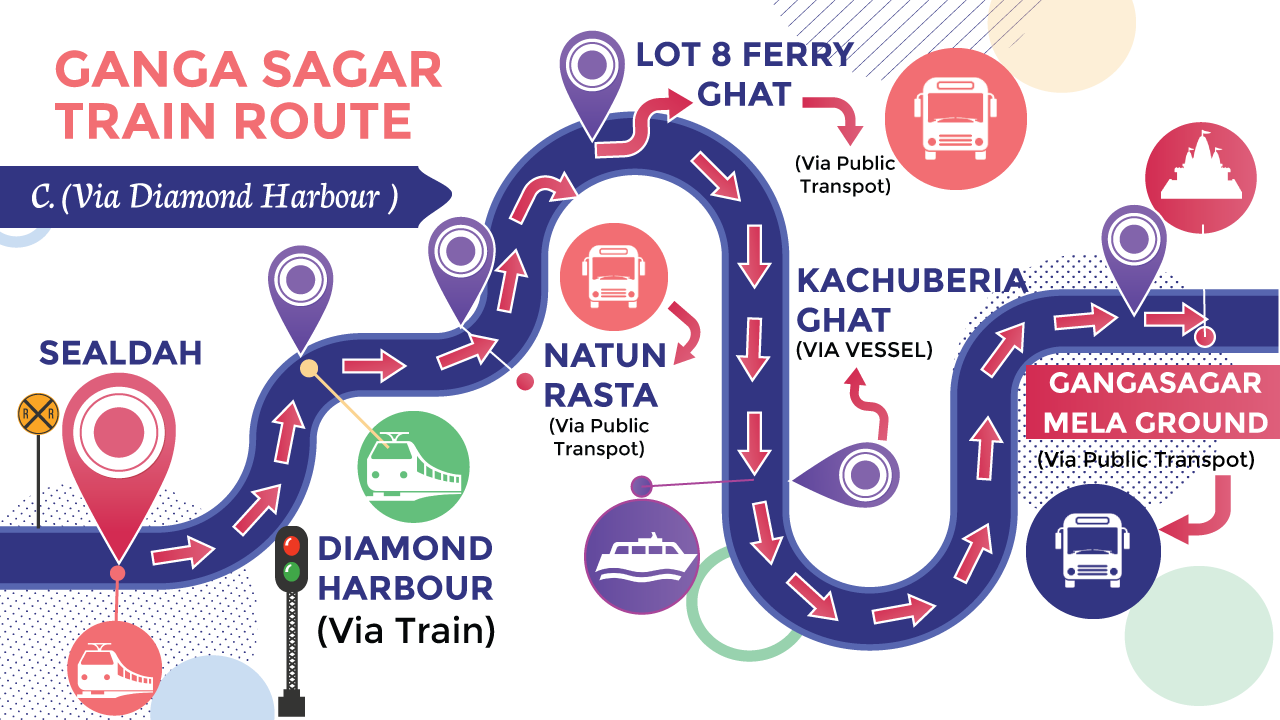 GANGA SAGAR
TRAIN ROUTE
C. (Via Diamond Harbour )
LOT 8 FERRY
GHAT
(Via Public
Transpot)
SEALDAH
R R
DIAMOND
HARBOUR
(Via Train)
NATUN
RASTA
(Via Public
Transpot)
KACHUBERIA
GHAT
(VIA VESSEL)
GANGASAGAR
MELA GROUND
(Via Public Transpot)